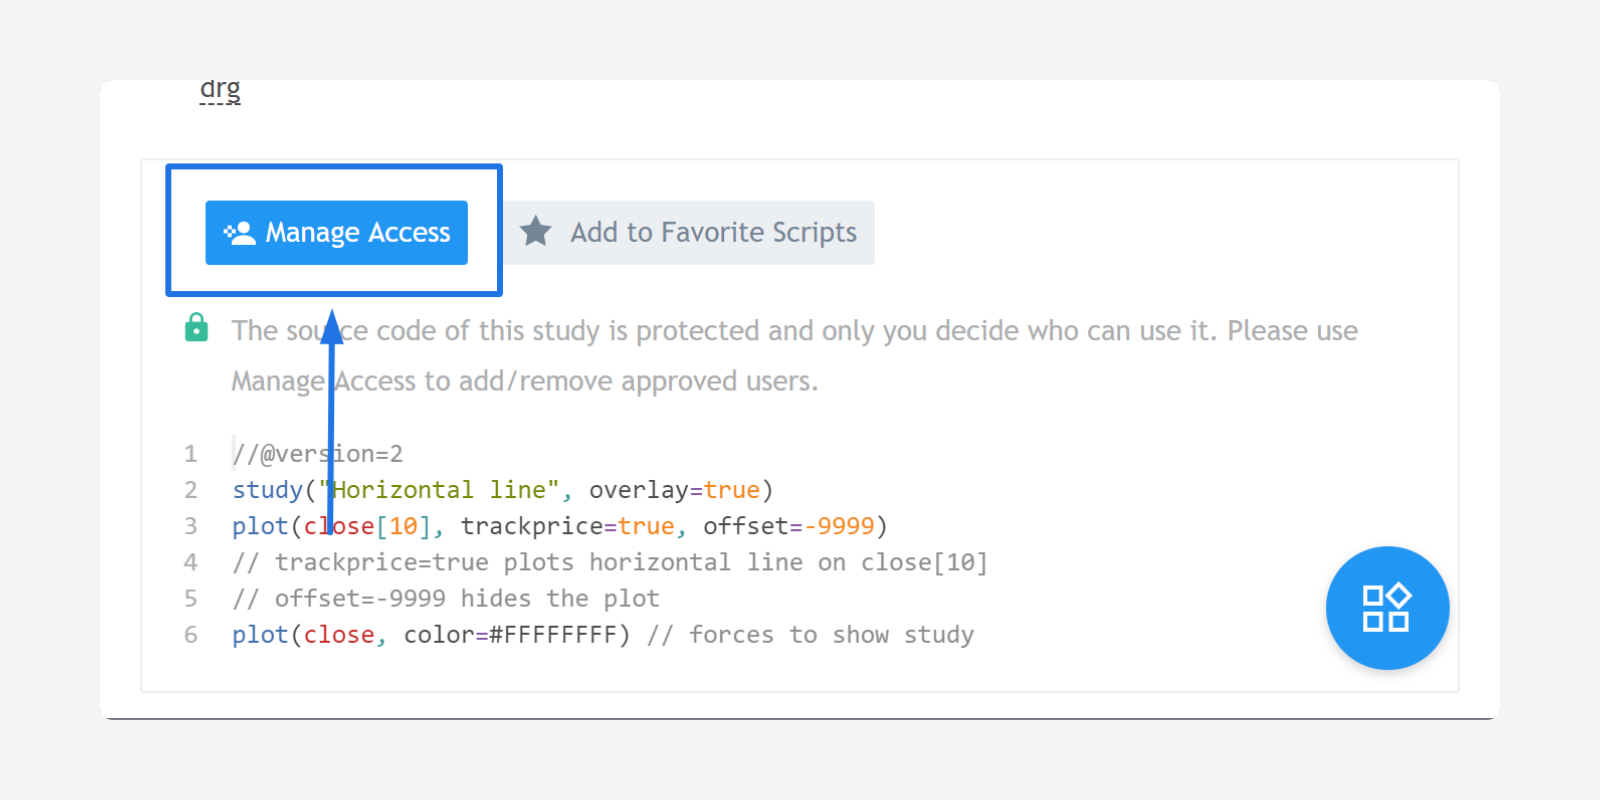 drg
Manage Access
Add to Favorite Scripts
The source code of this study is protected and only you decide who can use it. Please use
Manage Access to add/remove approved users.
1 //@version=2
2 study("Horizontal line", overlay=true)
3 plot(close[10], trackprice=true, offset=-9999)
4 // trackprice=true plots horizontal line on close[10]
5 // offset=-9999 hides the plot
6 plot(close, color=#FFFFFFFF) // forces to show study